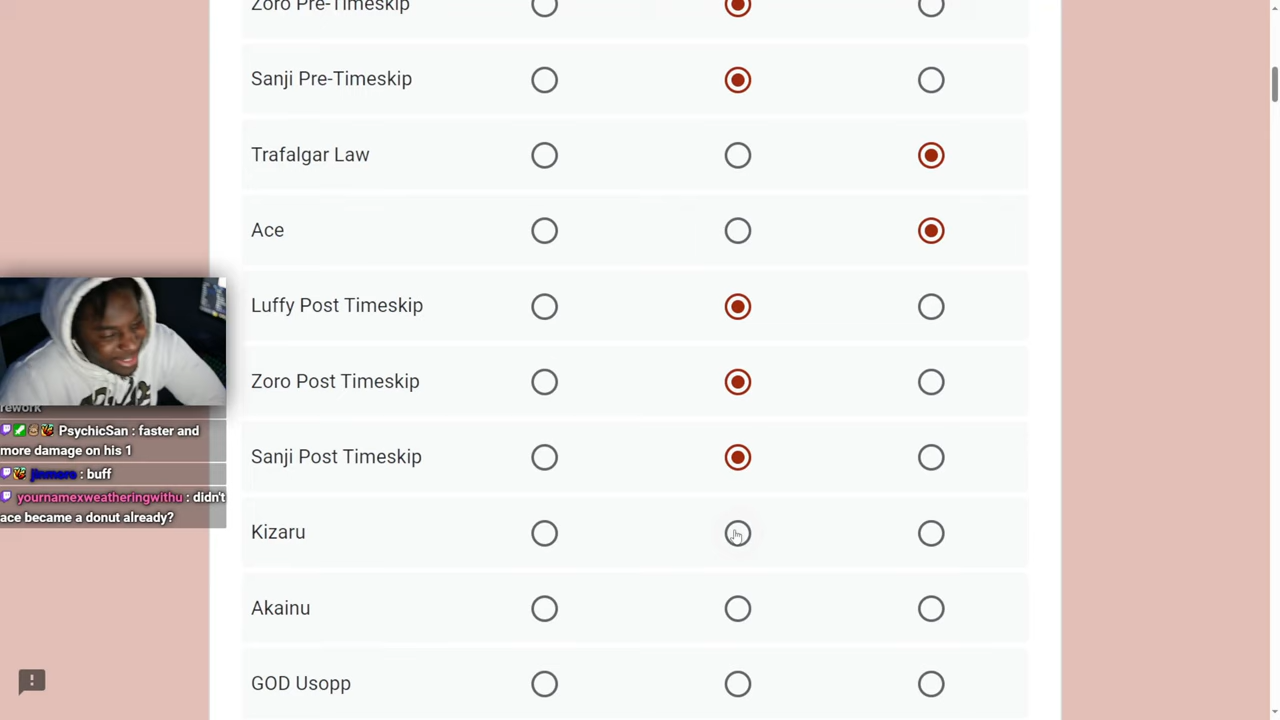 Zoro Pre-Timeskip
Sanji Pre-Timeskip
Trafalgar Law
Ace
Luffy Post Timeskip
Zoro Post Timeskip
Sanji Post Timeskip
Kizaru
Akainu
GOD Usopp
rework
PsychicSan : faster and
more damage on his 1
: buff
yournamexweatheringwithu : didn't
ace became a donut already?